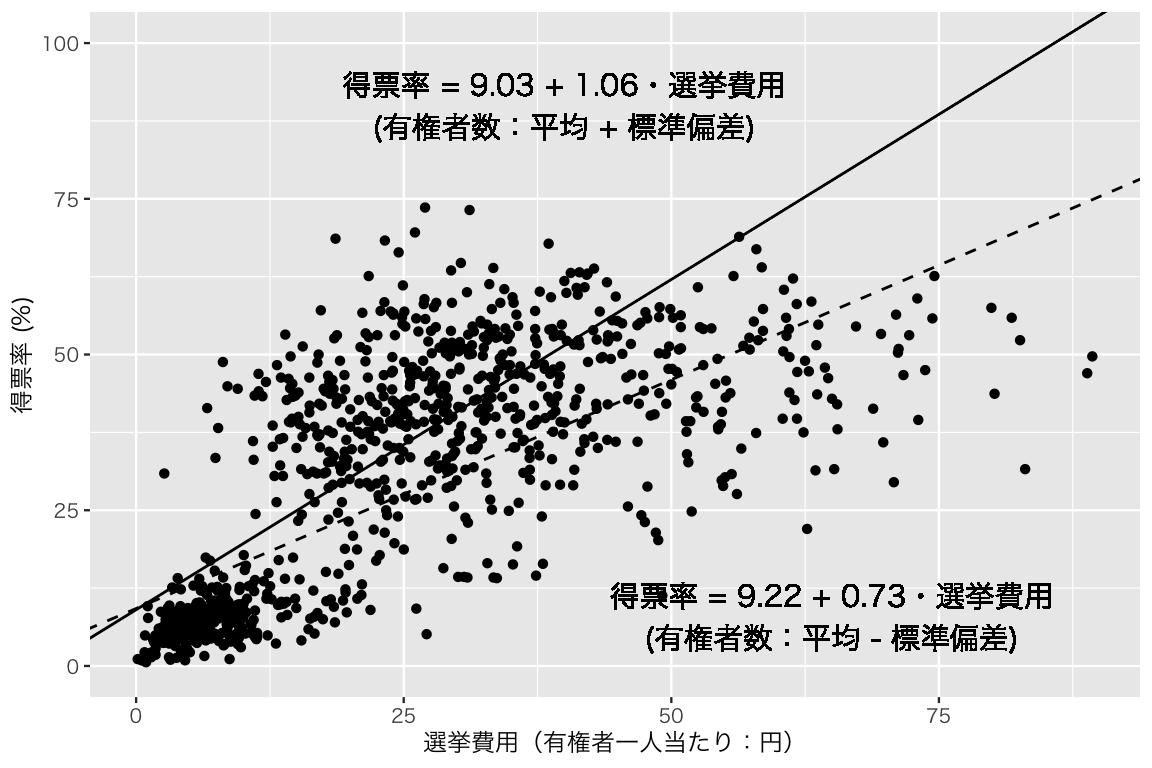 得票率 (%)
100
75
50
25
0
得票率 = 9.03 + 1.06・選挙費用
(有権者数：平均 + 標準偏差)
得票率 = 9.22 + 0.73・選挙費用
(有権者数：平均 - 標準偏差)
0 25 50 75
選挙費用（有権者一人当たり：円）